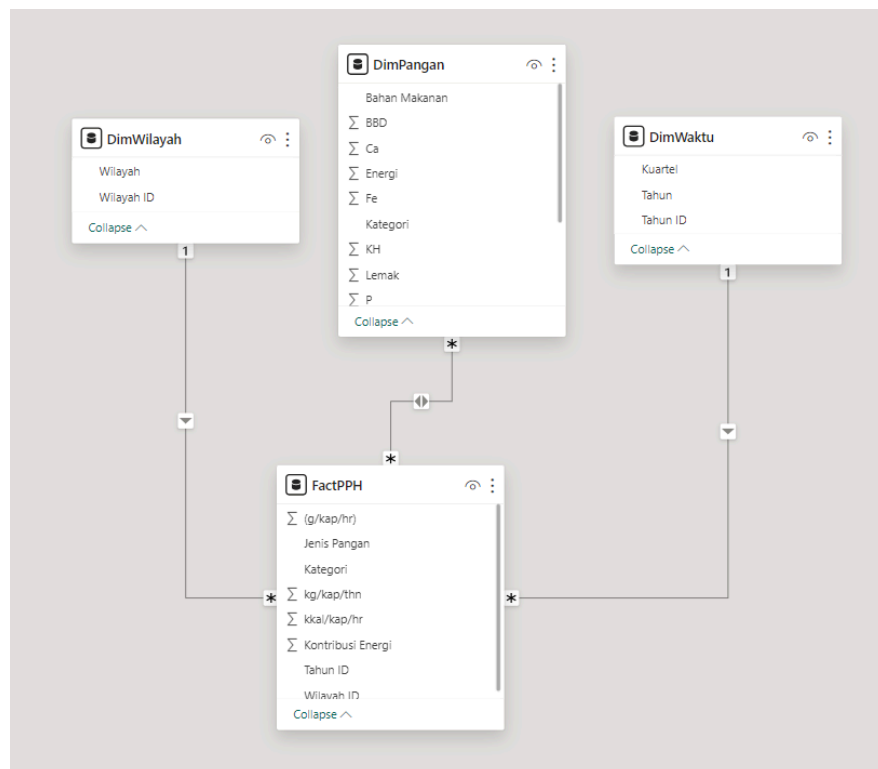 DimPangan
Bahan Makanan
∑ BBD
∑ Ca
∑ Energi
∑ Fe
Kategori
∑ KH
∑ Lemak
∑ P
Collapse
DimWilayah
Wilayah
Wilayah ID
Collapse
1
DimWaktu
Kuartel
Tahun
Tahun ID
Collapse
1
*
*
FactPPH
∑ (g/kap/hr)
Jenis Pangan
Kategori
∑ kg/kap/thn
∑ kkal/kap/hr
∑ Kontribusi Energi
Tahun ID
Wilayah ID
Collapse
*
*